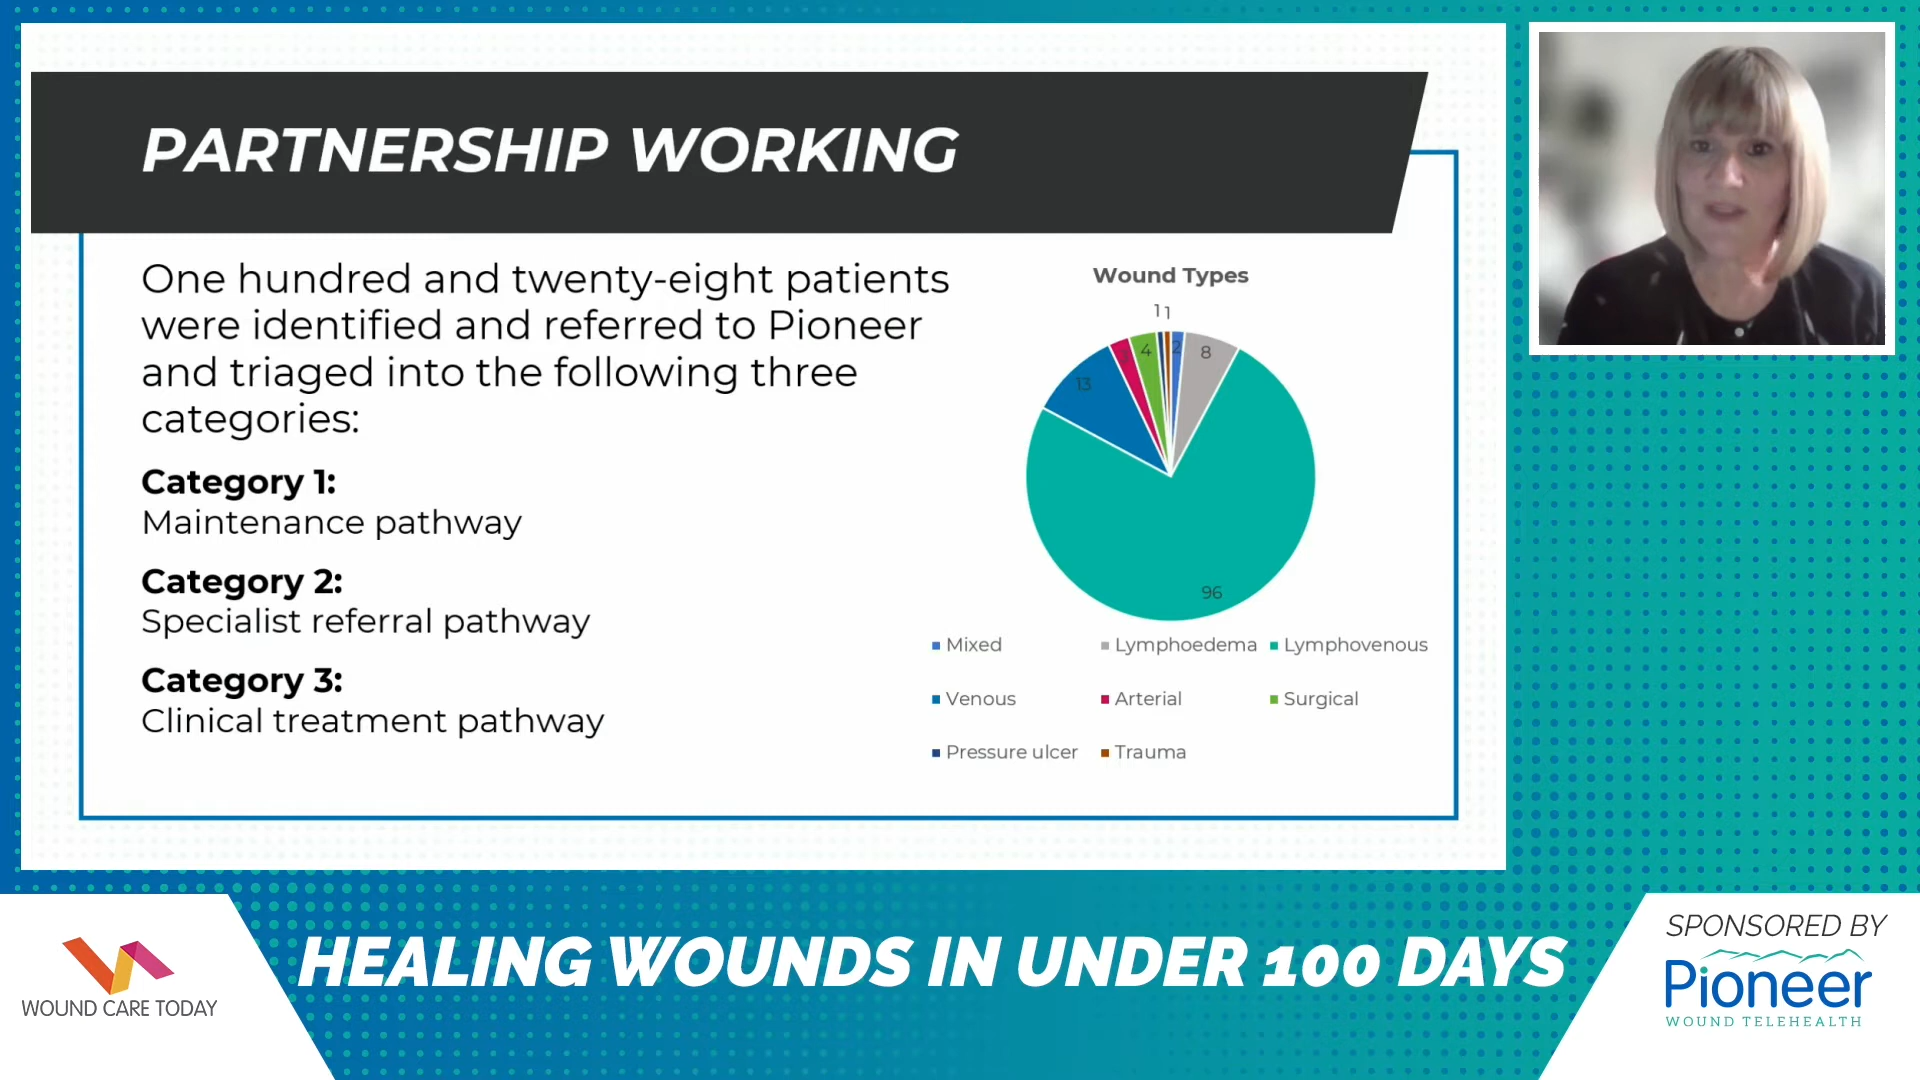 PARTNERSHIP WORKING
One hundred and twenty-eight patients
were identified and referred to Pioneer
and triaged into the following three
categories:
Category 1:
Maintenance pathway
Category 2:
Specialist referral pathway
Category 3:
Clinical treatment pathway
Wound Types
1 1
13 4 2 8
96
Mixed Lymphoedema Lymphovenous
Venous Arterial Surgical
Pressure ulcer Trauma
WOUND CARE TODAY
HEALING WOUNDS IN UNDER 100 DAYS
SPONSORED BY
Pioneer
WOUND TELEHEALTH